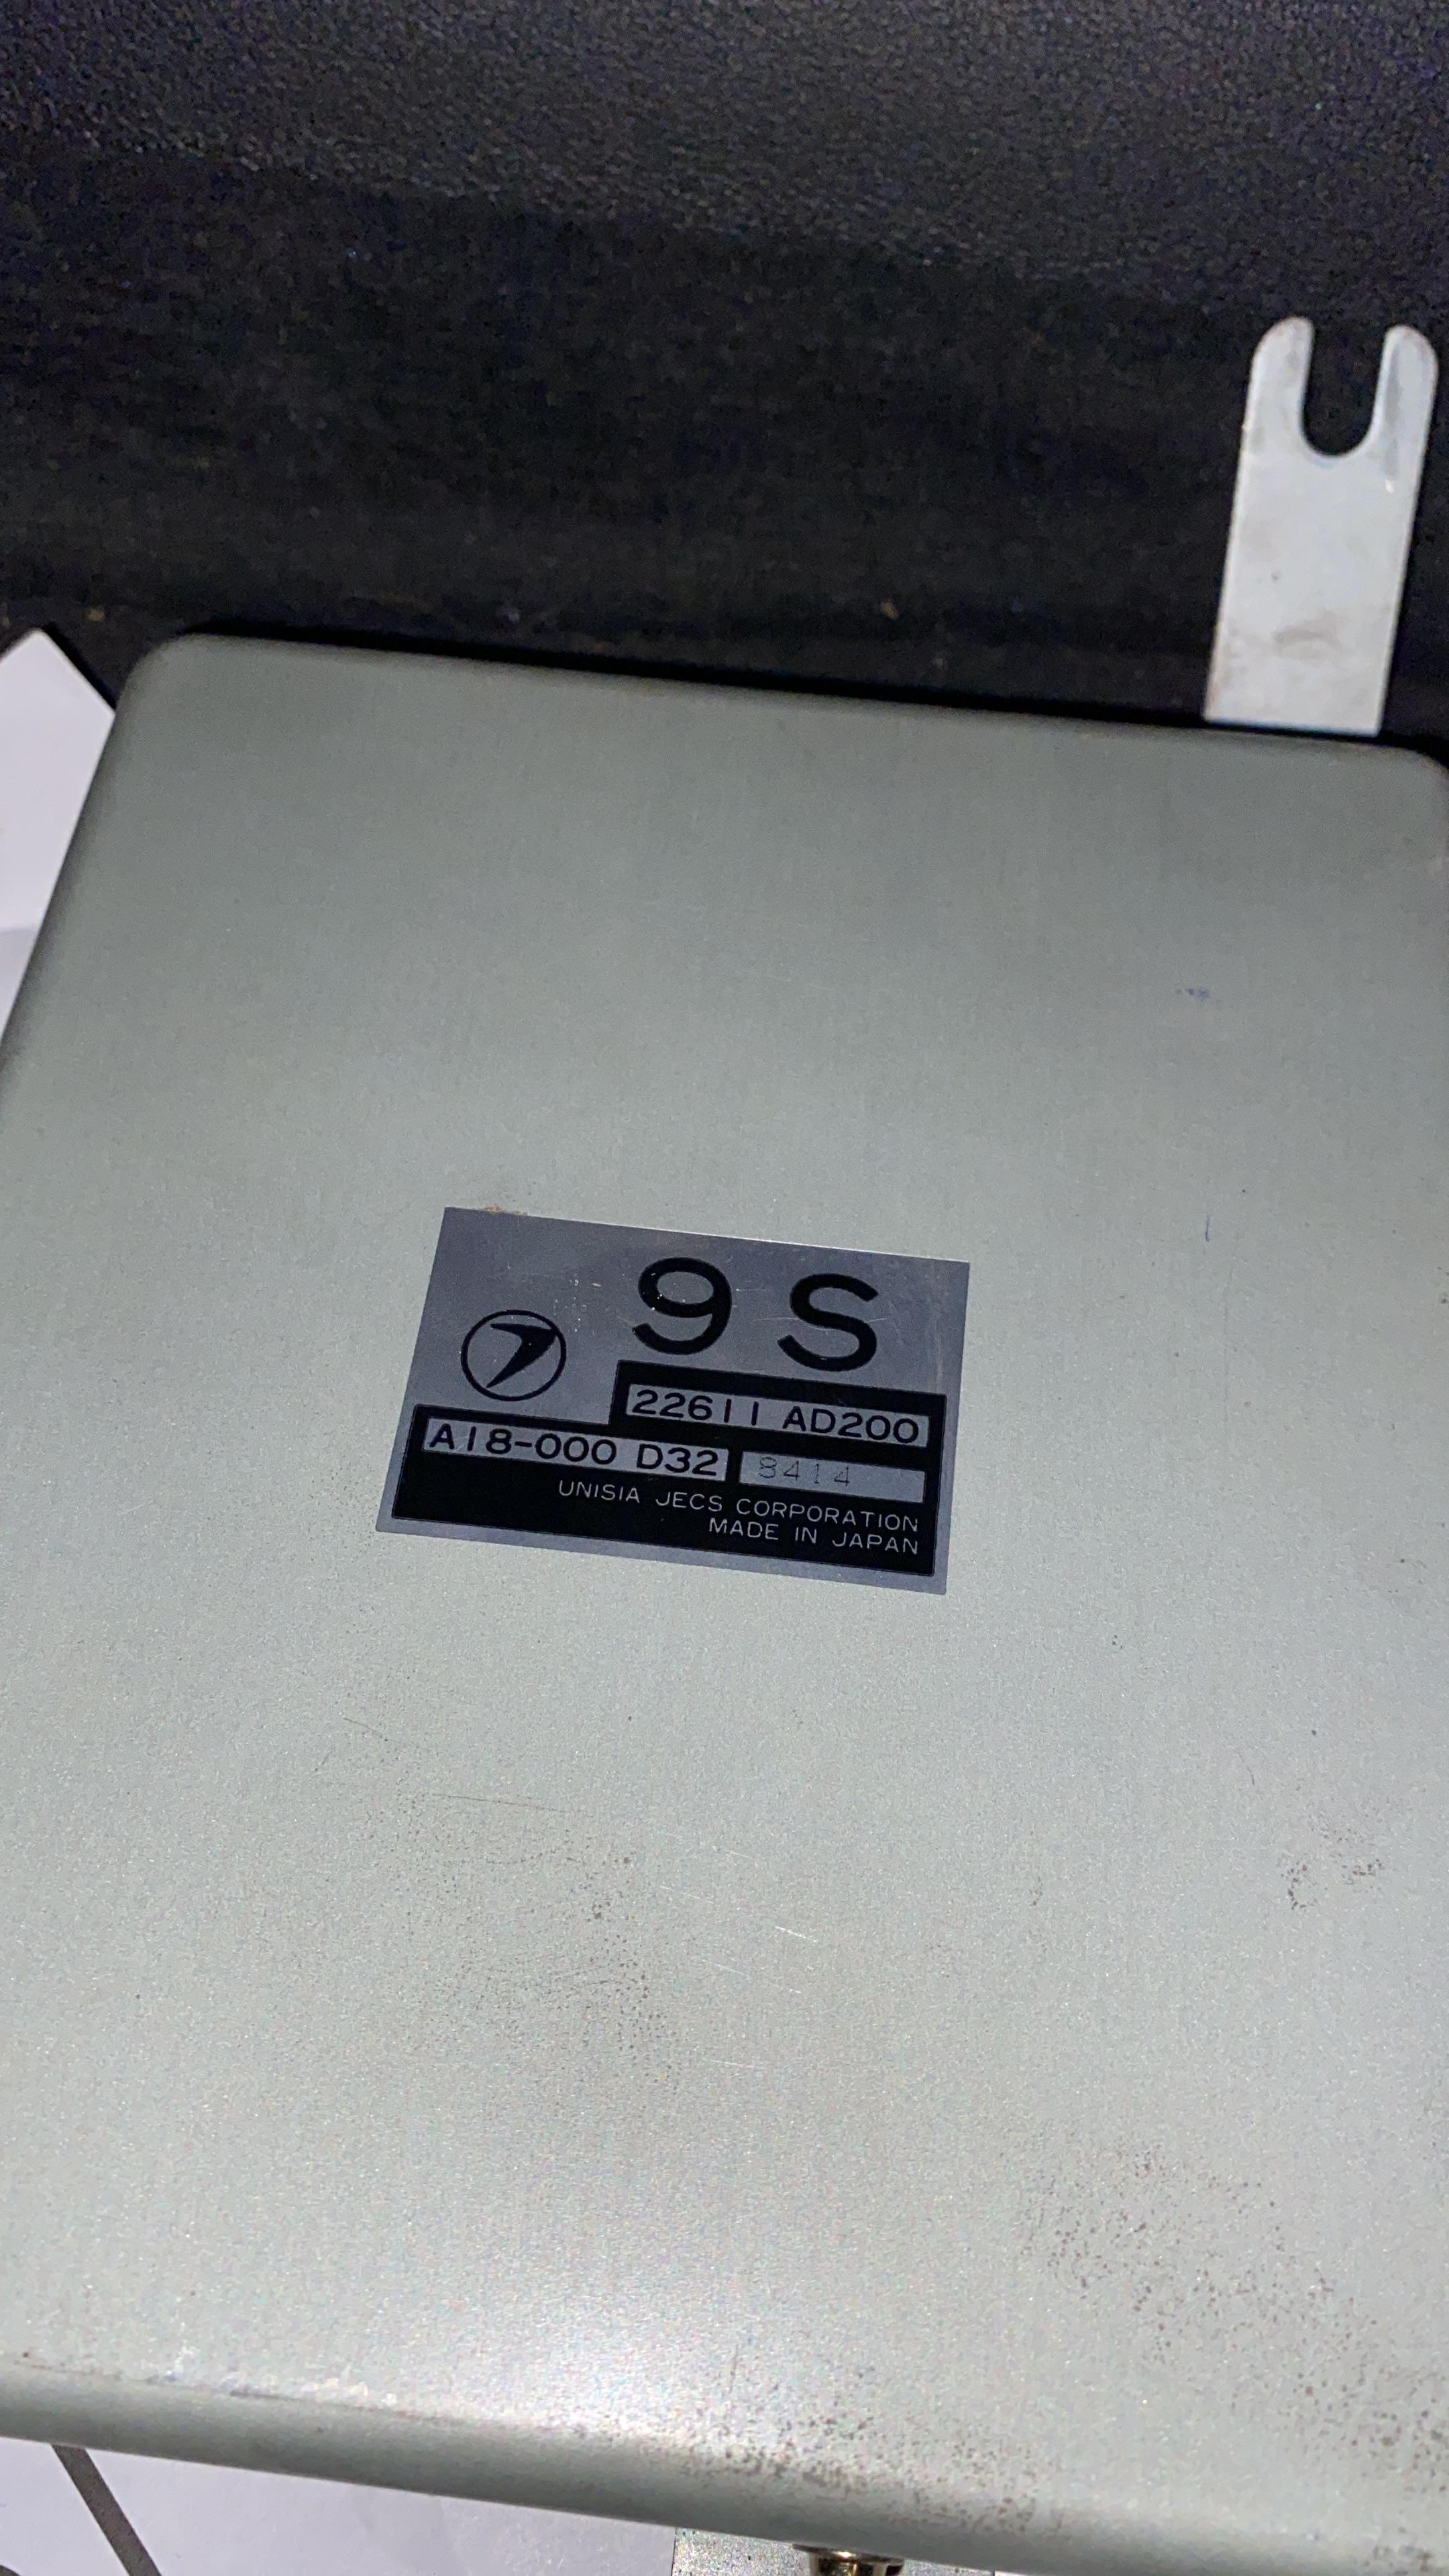 9S
22611 AD200
A18-000 D32 8414
UNISIA JECS CORPORATION
MADE IN JAPAN